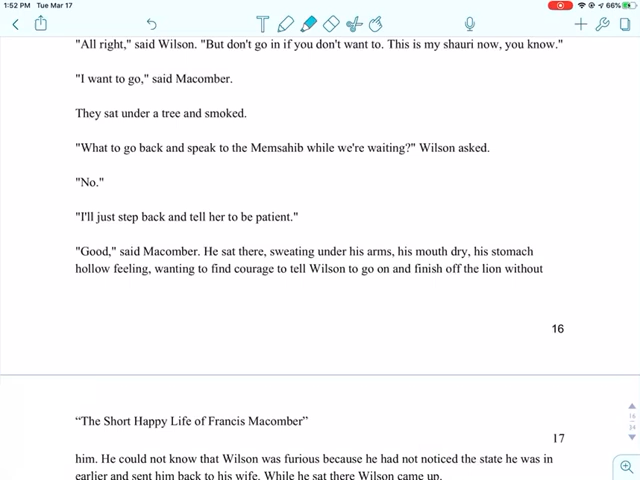 1:52 PM Tue Mar 17
66%
"All right," said Wilson. "But don't go in if you don't want to. This is my shauri now, you know."
"I want to go," said Macomber.
They sat under a tree and smoked.
"What to go back and speak to the Memsahib while we're waiting?" Wilson asked.
"No."
"I'll just step back and tell her to be patient."
"Good," said Macomber. He sat there, sweating under his arms, his mouth dry, his stomach
hollow feeling, wanting to find courage to tell Wilson to go on and finish off the lion without
16
“The Short Happy Life of Francis Macomber”
17
him. He could not know that Wilson was furious because he had not noticed the state he was in
earlier and sent him back to his wife. While he sat there Wilson came up.
16
34